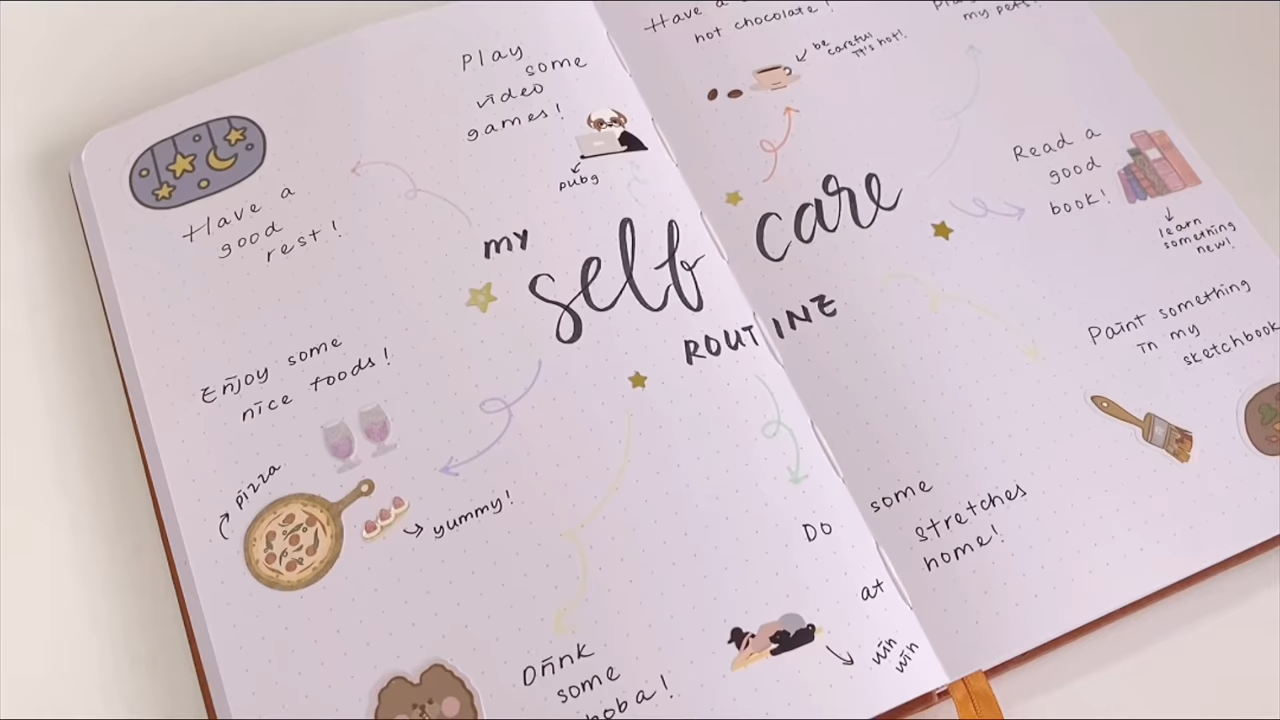 my
self care
ROUTINE
Have a
good
rest!
Play
some
video
games!
pubg
Have a
hot chocolate!
be
careful
it's hot!
my pets!
Read a
good
book!
learn
something
new!
Paint something
in my
sketchbook
Enjoy some
nice foods!
pizza
yummy!
Drink
some
boba!
Do some
stretches
at home!
win
win